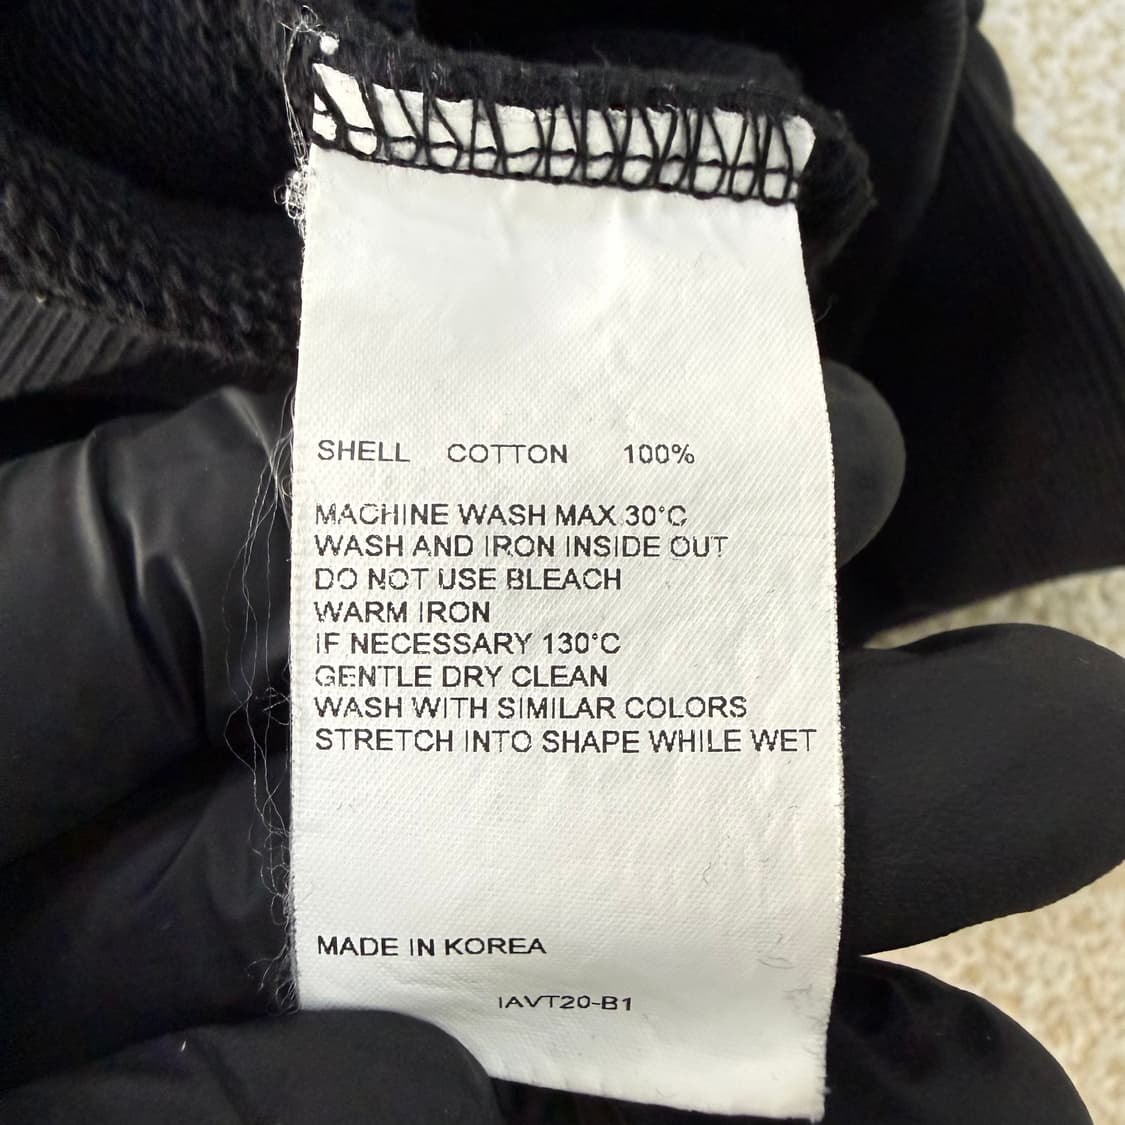 SHELL COTTON 100%
MACHINE WASH MAX 30°C
WASH AND IRON INSIDE OUT
DO NOT USE BLEACH
WARM IRON
IF NECESSARY 130°C
GENTLE DRY CLEAN
WASH WITH SIMILAR COLORS
STRETCH INTO SHAPE WHILE WET
MADE IN KOREA
IAVT20-B1